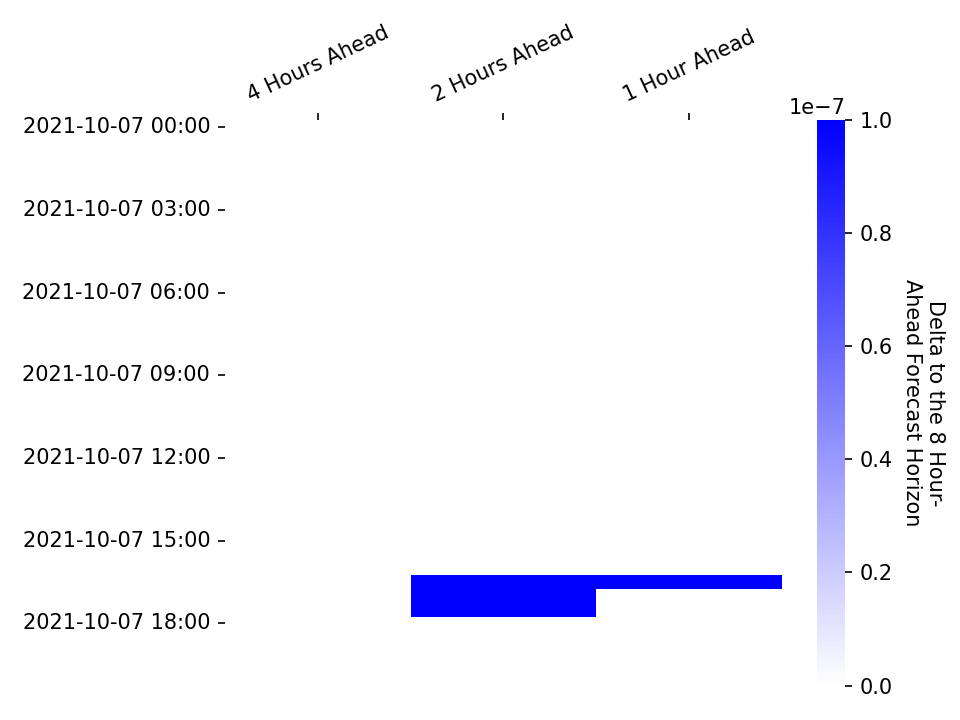 4 Hours Ahead
2 Hours Ahead
1 Hour Ahead
1e−7
2021-10-07 00:00
2021-10-07 03:00
2021-10-07 06:00
2021-10-07 09:00
2021-10-07 12:00
2021-10-07 15:00
2021-10-07 18:00
1.0
0.8
0.6
0.4
0.2
0.0
Delta to the 8 Hour-
Ahead Forecast Horizon